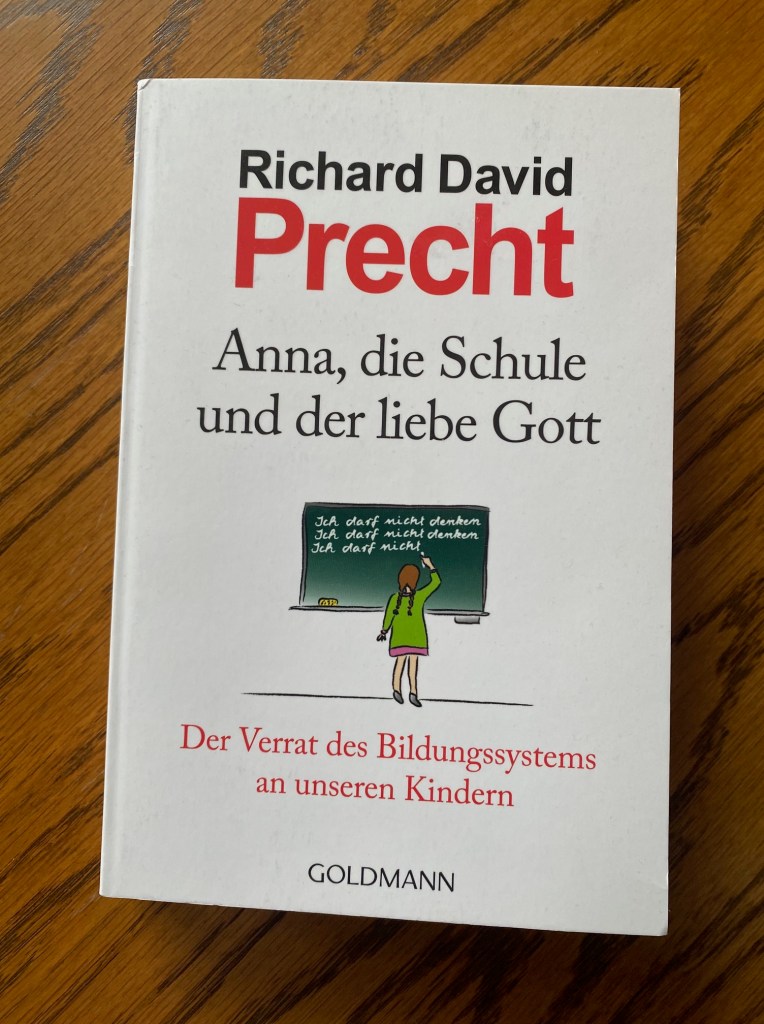 Richard David
Precht
Anna, die Schule
und der liebe Gott
Ich darf nicht denken
Ich darf nicht denken
Ich darf nicht
Der Verrat des Bildungssystems
an unseren Kindern
GOLDMANN